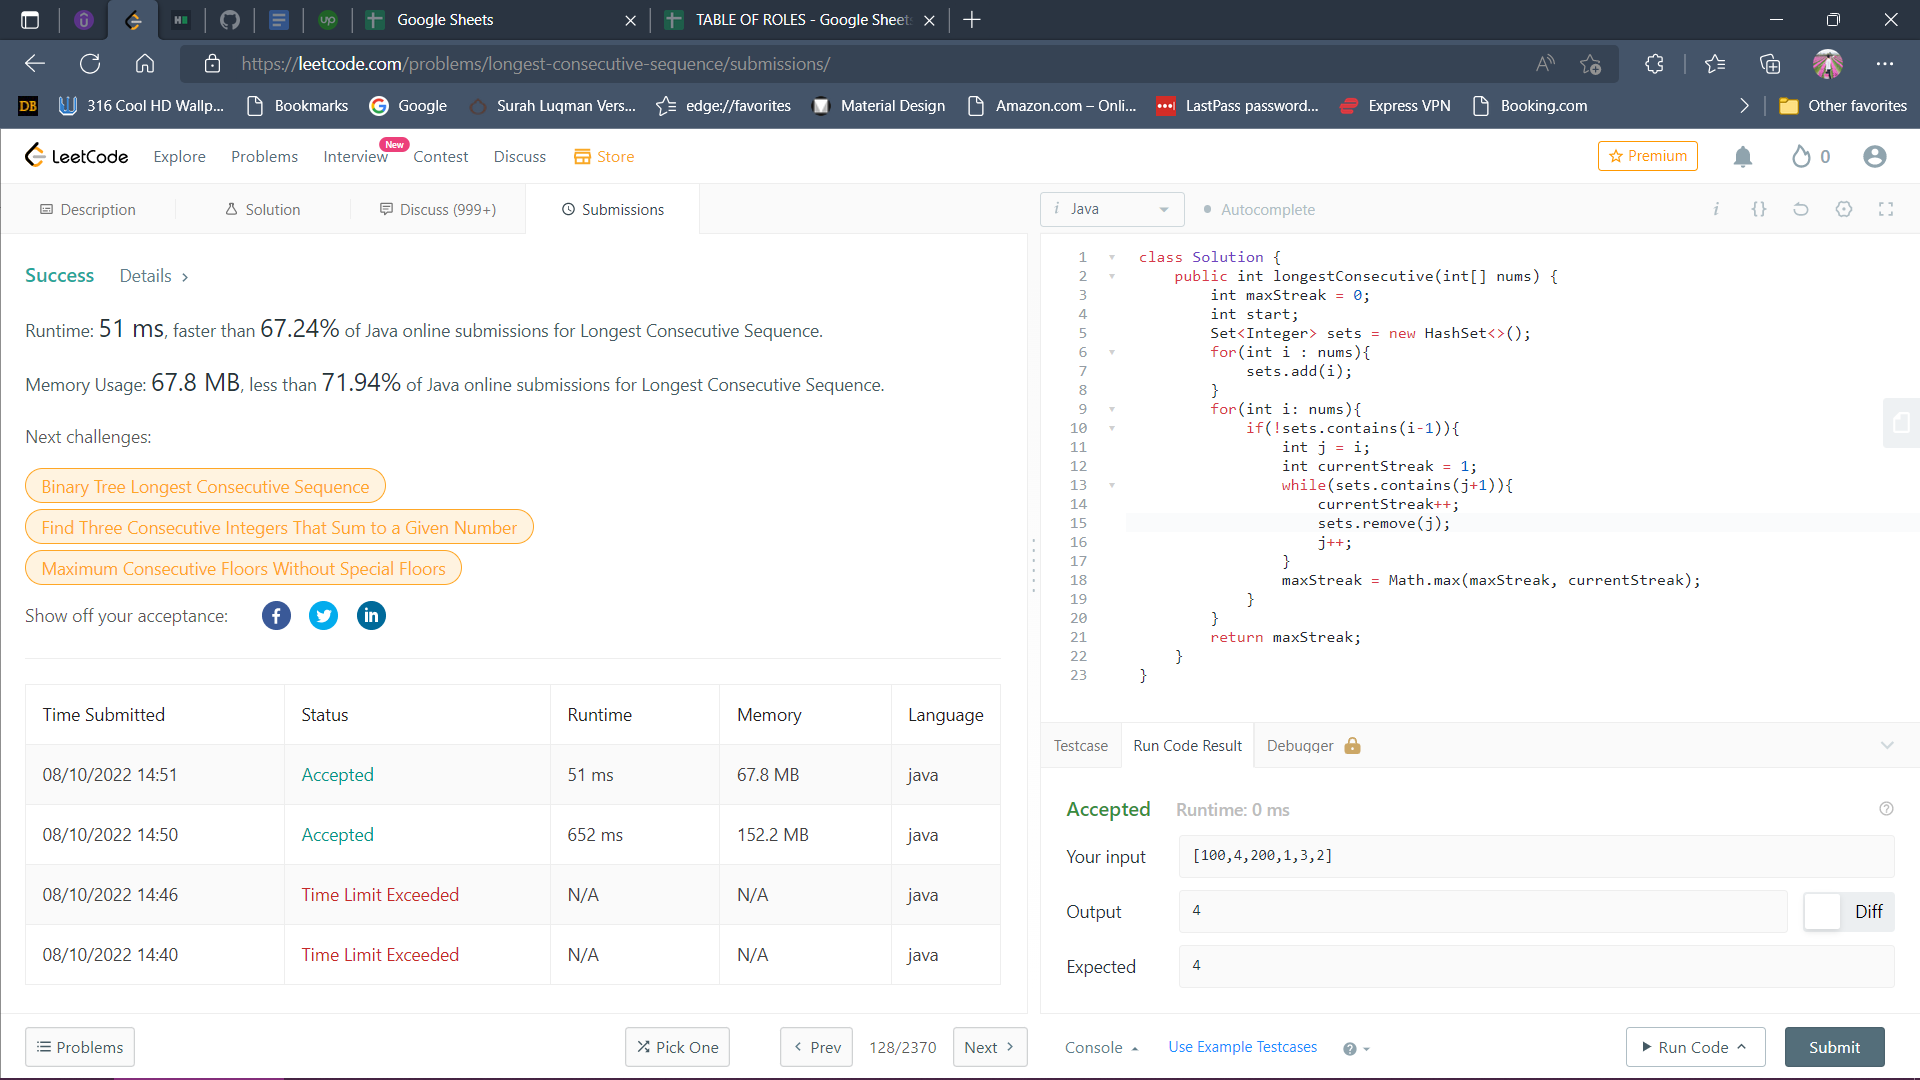 Google Sheets
TABLE OF ROLES - Google Sheets
https://leetcode.com/problems/longest-consecutive-sequence/submissions/
DB
316 Cool HD Wallp...
Bookmarks
Google
Surah Luqman Vers...
edge://favorites
Material Design
Amazon.com – Onli...
LastPass password...
Express VPN
Booking.com
Other favorites
LeetCode
Explore
Problems
Interview
New
Contest
Discuss
Store
Premium
0
Description
Solution
Discuss (999+)
Submissions
i Java
Autocomplete
Success
Details >
Runtime: 51 ms, faster than 67.24% of Java online submissions for Longest Consecutive Sequence.
Memory Usage: 67.8 MB, less than 71.94% of Java online submissions for Longest Consecutive Sequence.
Next challenges:
Binary Tree Longest Consecutive Sequence
Find Three Consecutive Integers That Sum to a Given Number
Maximum Consecutive Floors Without Special Floors
Show off your acceptance:
Time Submitted Status Runtime Memory Language
08/10/2022 14:51 Accepted 51 ms 67.8 MB java
08/10/2022 14:50 Accepted 652 ms 152.2 MB java
08/10/2022 14:46 Time Limit Exceeded N/A N/A java
08/10/2022 14:40 Time Limit Exceeded N/A N/A java
Problems
Pick One
< Prev
128/2370
Next >
1 class Solution {
2 public int longestConsecutive(int[] nums) {
3 int maxStreak = 0;
4 int start;
5 Set<Integer> sets = new HashSet<>();
6 for(int i : nums){
7 sets.add(i);
8 }
9 for(int i: nums){
10 if(!sets.contains(i-1)){
11 int j = i;
12 int currentStreak = 1;
13 while(sets.contains(j+1)){
14 currentStreak++;
15 sets.remove(j);
16 j++;
17 }
18 maxStreak = Math.max(maxStreak, currentStreak);
19 }
20 }
21 return maxStreak;
22 }
23 }
Testcase
Run Code Result
Debugger
Accepted
Runtime: 0 ms
Your input
[100,4,200,1,3,2]
Output
4
Diff
Expected
4
Console
Use Example Testcases
Run Code
Submit